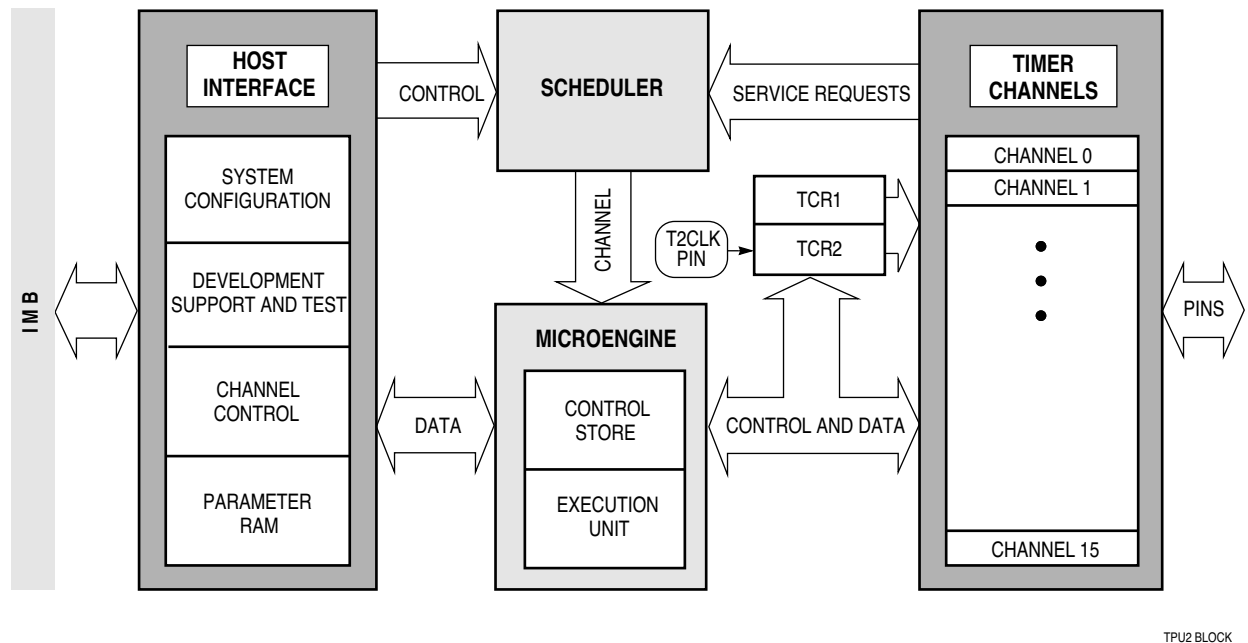 HOST
INTERFACE
SYSTEM
CONFIGURATION
DEVELOPMENT
SUPPORT AND TEST
CHANNEL
CONTROL
PARAMETER
RAM
IMB
CONTROL
SCHEDULER
SERVICE REQUESTS
CHANNEL
T2CLK
PIN
TCR1
TCR2
MICROENGINE
CONTROL
STORE
EXECUTION
UNIT
DATA
CONTROL AND DATA
TIMER
CHANNELS
CHANNEL 0
CHANNEL 1
CHANNEL 15
PINS
TPU2 BLOCK